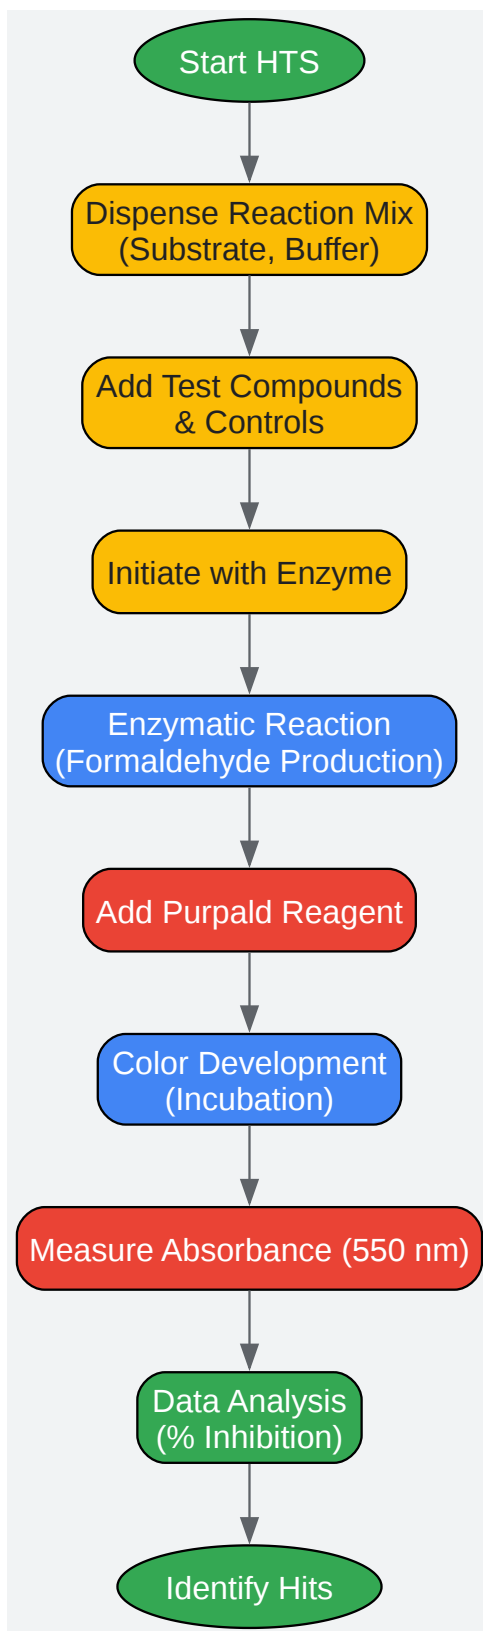 Start HTS
Dispense Reaction Mix
(Substrate, Buffer)
Add Test Compounds
& Controls
Initiate with Enzyme
Enzymatic Reaction
(Formaldehyde Production)
Add Purpald Reagent
Color Development
(Incubation)
Measure Absorbance (550 nm)
Data Analysis
(% Inhibition)
Identify Hits